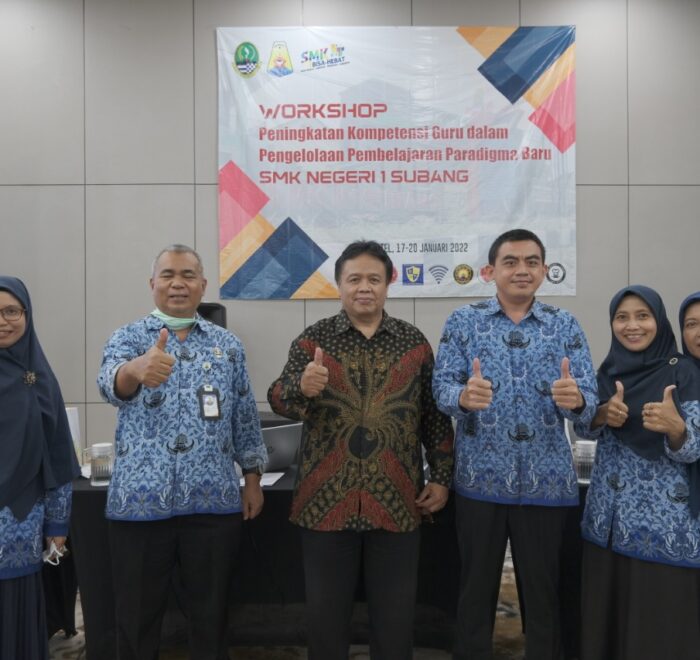 SMK
BISA-HEBAT
WORKSHOP
Peningkatan Kompetensi Guru dalam
Pengelolaan Pembelajaran Paradigma Baru
SMK NEGERI 1 SUBANG
TEL, 17-20 JANUARI 2022